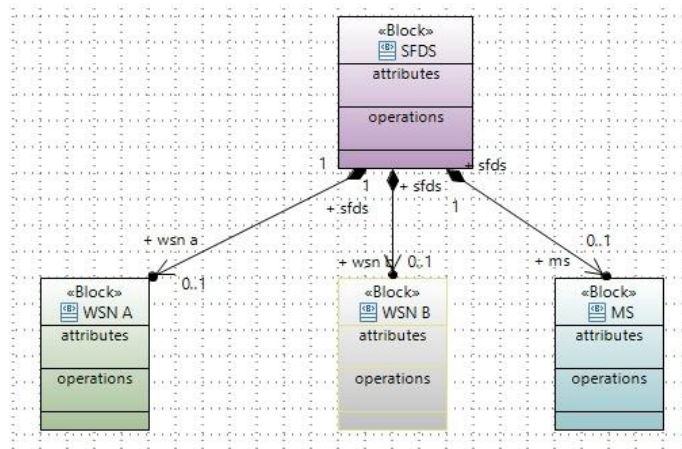 «Block»
SFDS
attributes
operations
1
+ sfds
1
+ sfds
+ sfds
1
+ wsn a
0..1
+ wsn b
0..1
+ ms
0..1
«Block»
WSN A
attributes
operations
«Block»
WSN B
attributes
operations
«Block»
MS
attributes
operations